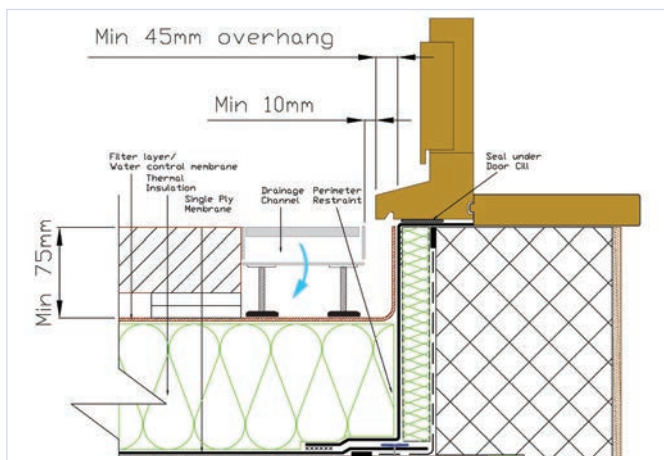 Min 45mm overhang
Min 10mm
Filter layer/
Water control membrane
Thermal
Insulation
Single Ply
Membrane
Drainage
Channel
Perimeter
Restraint
Seal under
Door Cill
Min 75mm